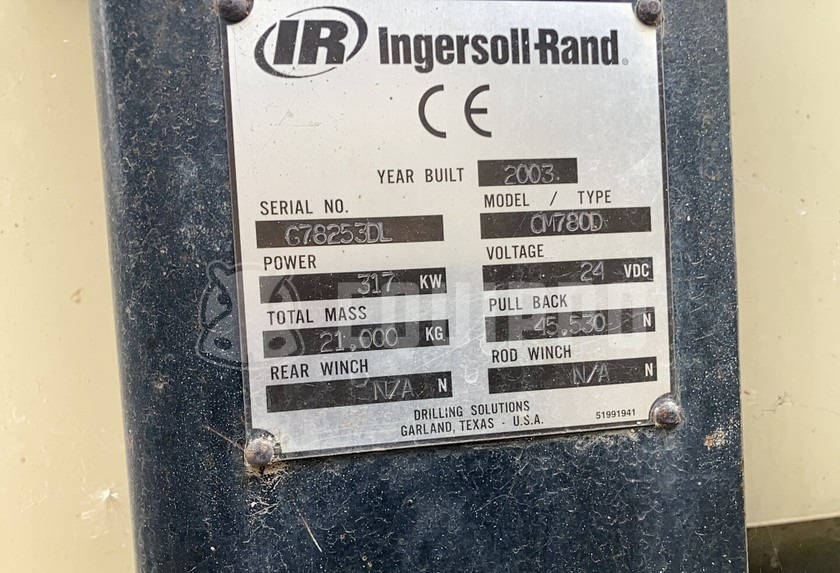 IR Ingersoll-Rand®
CE
YEAR BUILT 2003
SERIAL NO. MODEL / TYPE
G78253DL CM780D
POWER VOLTAGE
317 KW 24 VDC
TOTAL MASS PULL BACK
21,000 KG 45,530 N
REAR WINCH ROD WINCH
N/A N N/A N
DRILLING SOLUTIONS 51991941
GARLAND, TEXAS - U.S.A.